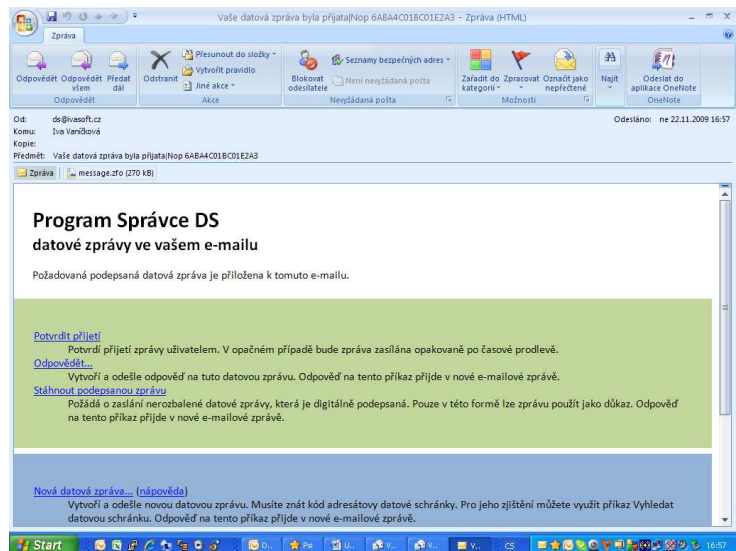 Vaše datová zpráva byla přijata|Nop 6ABA4C01BC01E2A3 - Zpráva (HTML)
Zpráva
Odpovědět Odpovědět všem Předat dál
Odpovědět
Odstranit
Přesunout do složky
Vytvořit pravidlo
Jiné akce
Akce
Blokovat odesílatele
Seznamy bezpečných adres
Není nevyžádaná pošta
Nevyžádaná pošta
Zařadit do kategorií Zpracovat Označit jako nepřečtené
Možnosti
Najít
Odeslat do aplikace OneNote
OneNote
Od: ds@ivasoft.cz
Odesláno: ne 22.11.2009 16:57
Komu: Iva Vaníčková
Kopie:
Předmět: Vaše datová zpráva byla přijata|Nop 6ABA4C01BC01E2A3
Zpráva message.zfo (270 kB)
Program Správce DS
datové zprávy ve vašem e-mailu
Požadovaná podepsaná datová zpráva je přiložena k tomuto e-mailu.
Potvrdit přijetí
Potvrdí přijetí zprávy uživatelem. V opačném případě bude zpráva zasílána opakovaně po časové prodlevě.
Odpovědět...
Vytvoří a odešle odpověď na tuto datovou zprávu. Odpověď na tento příkaz přijde v nové e-mailové zprávě.
Stáhnout podepsanou zprávu
Požádá o zaslání nerozbalené datové zprávy, která je digitálně podepsaná. Pouze v této formě lze zprávu použít jako důkaz. Odpověď
na tento příkaz přijde v nové e-mailové zprávě.
Nová datová zpráva... (nápověda)
Vytvoří a odešle novou datovou zprávu. Musíte znát kód adresátovy datové schránky. Pro jeho zjištění můžete využít příkaz Vyhledat
datovou schránku. Odpověď na tento příkaz přijde v nové e-mailové zprávě.
Start D.. Psi U.. V.. V.. V.. CS 16:57